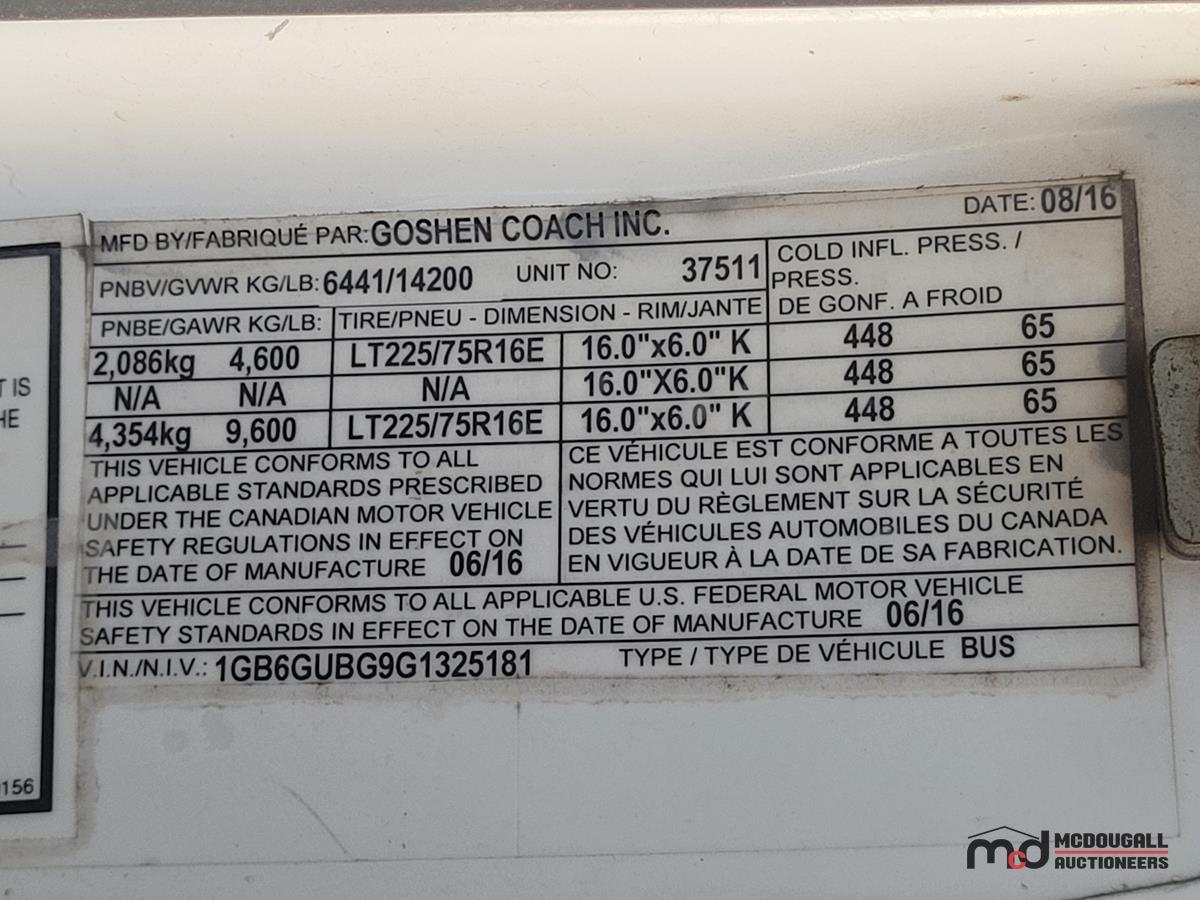 MFD BY/FABRIQUÉ PAR: GOSHEN COACH INC. DATE: 08/16
PNBV/GVWR KG/LB: 6441/14200 UNIT NO: 37511
COLD INFL. PRESS. /
PRESS.
DE GONF. A FROID
PNBE/GAWR KG/LB: TIRE/PNEU - DIMENSION - RIM/JANTE
2,086kg 4,600 LT225/75R16E 16.0"x6.0" K 448 65
N/A N/A N/A 16.0"X6.0"K 448 65
4,354kg 9,600 LT225/75R16E 16.0"x6.0" K 448 65
THIS VEHICLE CONFORMS TO ALL
APPLICABLE STANDARDS PRESCRIBED
UNDER THE CANADIAN MOTOR VEHICLE
SAFETY REGULATIONS IN EFFECT ON
THE DATE OF MANUFACTURE 06/16
CE VÉHICULE EST CONFORME A TOUTES LES
NORMES QUI LUI SONT APPLICABLES EN
VERTU DU RÈGLEMENT SUR LA SÉCURITÉ
DES VÉHICULES AUTOMOBILES DU CANADA
EN VIGUEUR À LA DATE DE SA FABRICATION.
THIS VEHICLE CONFORMS TO ALL APPLICABLE U.S. FEDERAL MOTOR VEHICLE
SAFETY STANDARDS IN EFFECT ON THE DATE OF MANUFACTURE 06/16
V.I.N./N.I.V.: 1GB6GUBG9G1325181 TYPE / TYPE DE VÉHICULE BUS
IS
156
mcd MCDOUGALL
AUCTIONEERS